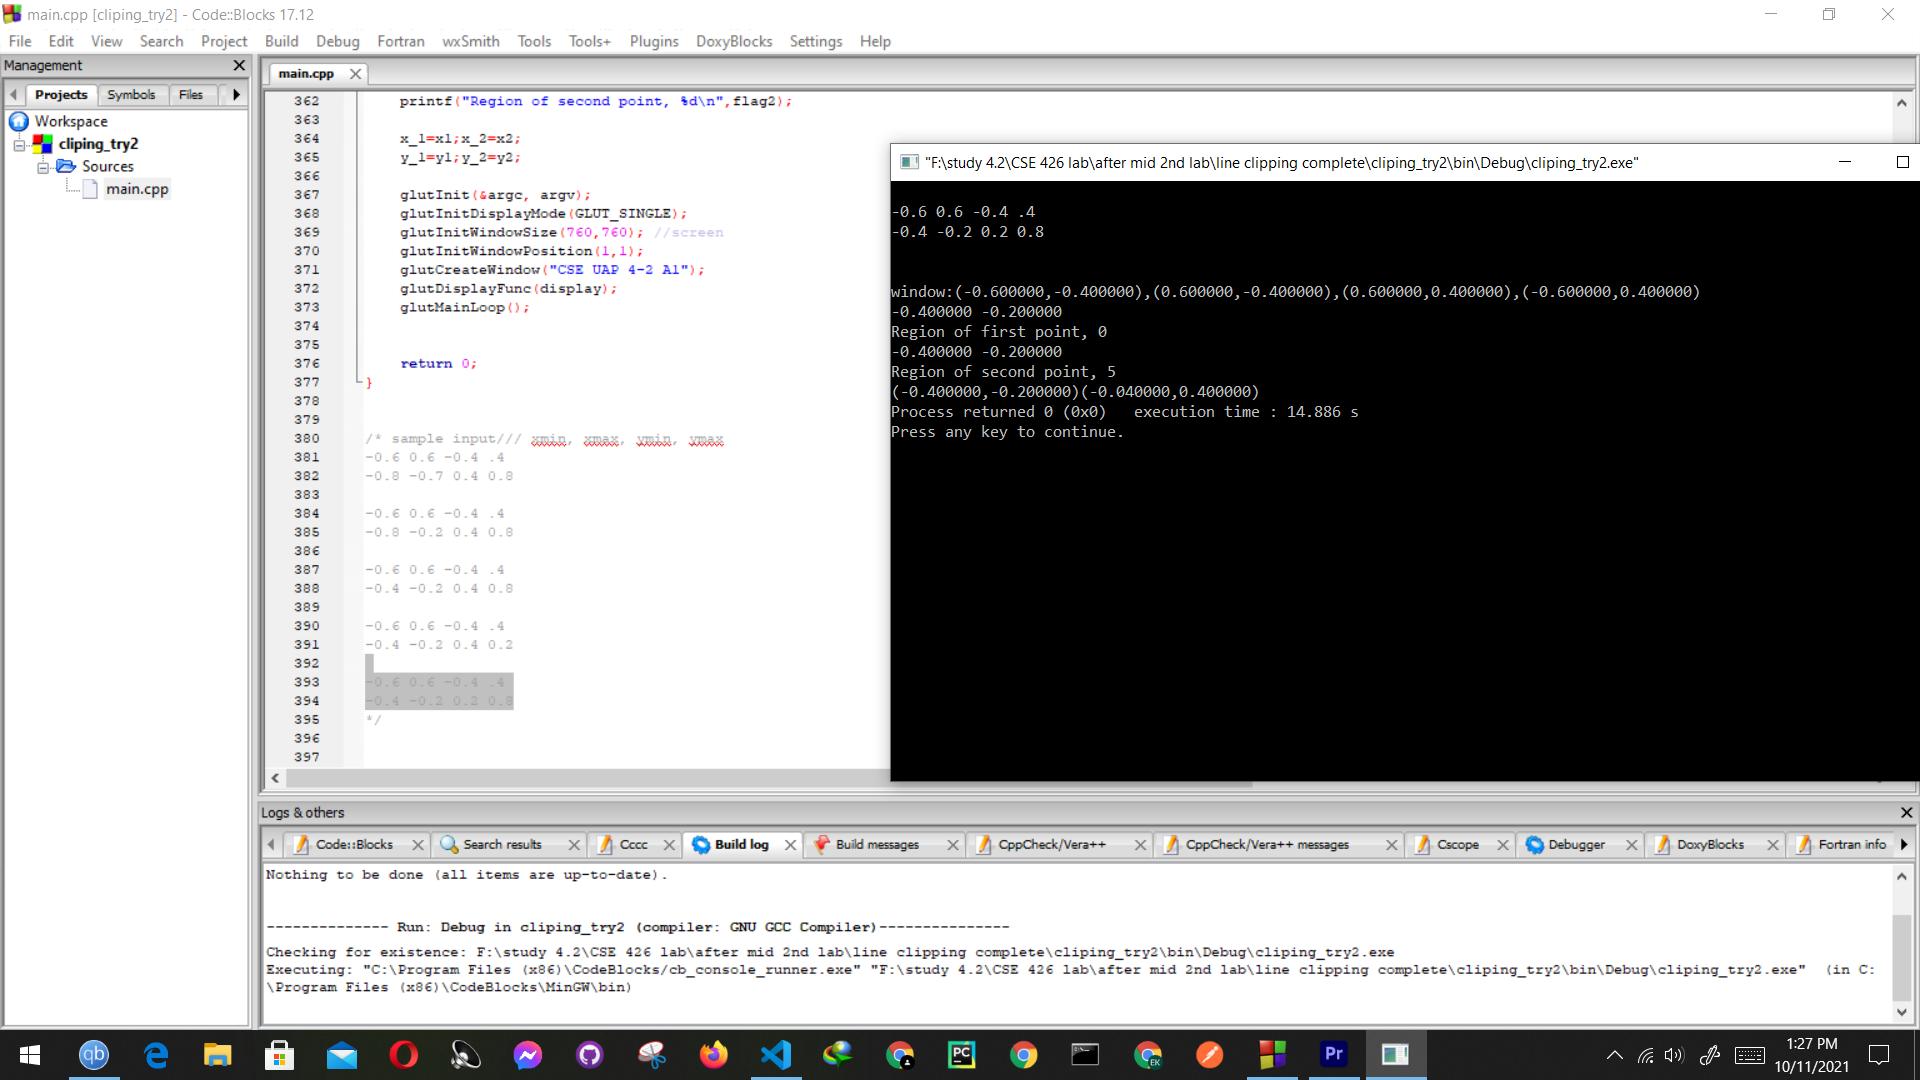 main.cpp [cliping_try2] - Code::Blocks 17.12
File Edit View Search Project Build Debug Fortran wxSmith Tools Tools+ Plugins DoxyBlocks Settings Help
Management
Projects Symbols Files
Workspace
cliping_try2
Sources
main.cpp
main.cpp
362 printf("Region of second point, %d\n",flag2);
363
364 x_1=x1;x_2=x2;
365 y_1=y1;y_2=y2;
366
367 glutInit(&argc, argv);
368 glutInitDisplayMode(GLUT_SINGLE);
369 glutInitWindowSize(760,760); //screen
370 glutInitWindowPosition(1,1);
371 glutCreateWindow("CSE UAP 4-2 A1");
372 glutDisplayFunc(display);
373 glutMainLoop();
374
375
376 return 0;
377 }
378
379
380 /* sample input/// xmin, xmax, ymin, ymax
381 -0.6 0.6 -0.4 .4
382 -0.8 -0.7 0.4 0.8
383
384 -0.6 0.6 -0.4 .4
385 -0.8 -0.2 0.4 0.8
386
387 -0.6 0.6 -0.4 .4
388 -0.4 -0.2 0.4 0.8
389
390 -0.6 0.6 -0.4 .4
391 -0.4 -0.2 0.4 0.2
392
393 -0.6 0.6 -0.4 .4
394 -0.4 -0.2 0.2 0.8
395 */
396
397
"F:\study 4.2\CSE 426 lab\after mid 2nd lab\line clipping complete\cliping_try2\bin\Debug\cliping_try2.exe"
-0.6 0.6 -0.4 .4
-0.4 -0.2 0.2 0.8
window:(-0.600000,-0.400000),(0.600000,-0.400000),(0.600000,0.400000),(-0.600000,0.400000)
-0.400000 -0.200000
Region of first point, 0
-0.400000 -0.200000
Region of second point, 5
(-0.400000,-0.200000)(-0.040000,0.400000)
Process returned 0 (0x0)   execution time : 14.886 s
Press any key to continue.
Logs & others
Code::Blocks Search results Cccc Build log Build messages CppCheck/Vera++ CppCheck/Vera++ messages Cscope Debugger DoxyBlocks Fortran info
Nothing to be done (all items are up-to-date).
-------------- Run: Debug in cliping_try2 (compiler: GNU GCC Compiler)---------------
Checking for existence: F:\study 4.2\CSE 426 lab\after mid 2nd lab\line clipping complete\cliping_try2\bin\Debug\cliping_try2.exe
Executing: "C:\Program Files (x86)\CodeBlocks/cb_console_runner.exe" "F:\study 4.2\CSE 426 lab\after mid 2nd lab\line clipping complete\cliping_try2\bin\Debug\cliping_try2.exe"  (in C:
\Program Files (x86)\CodeBlocks\MinGW\bin)
qb
PC
EK
Pr
1:27 PM
10/11/2021